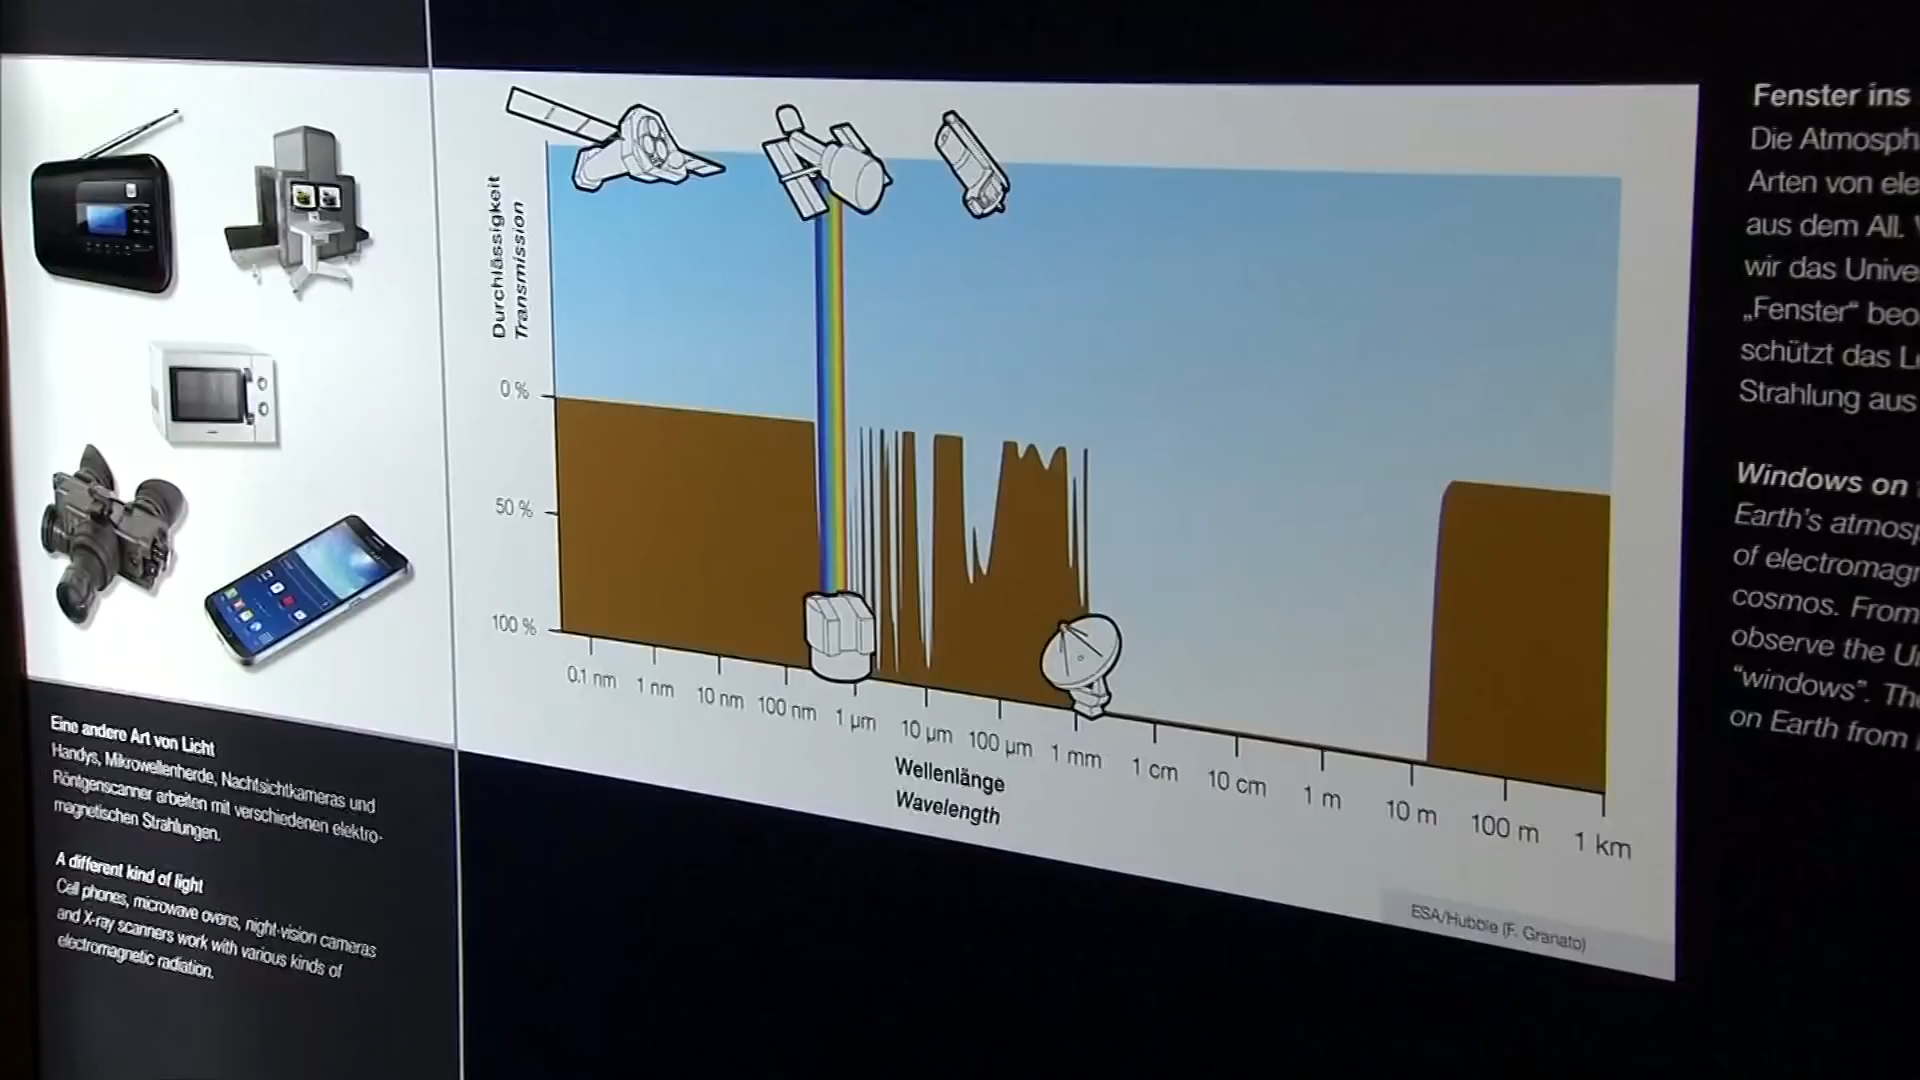 Eine andere Art von Licht
Handys, Mikrowellenherde, Nachtsichtkameras und
Röntgenscanner arbeiten mit verschiedenen elektro-
magnetischen Strahlungen.
A different kind of light
Cell phones, microwave ovens, night-vision cameras
and X-ray scanners work with various kinds of
electromagnetic radiation.
Durchlässigkeit
Transmission
0 %
50 %
100 %
0.1 nm 1 nm 10 nm 100 nm 1 µm 10 µm 100 µm 1 mm 1 cm 10 cm 1 m 10 m 100 m 1 km
Wellenlänge
Wavelength
ESA/Hubble (F. Granato)
Fenster ins
Die Atmosph
Arten von ele
aus dem All.
wir das Unive
„Fenster“ beo
schützt das L
Strahlung aus
Windows on
Earth's atmosp
of electromagn
cosmos. From
observe the Un
“windows”. The
on Earth from